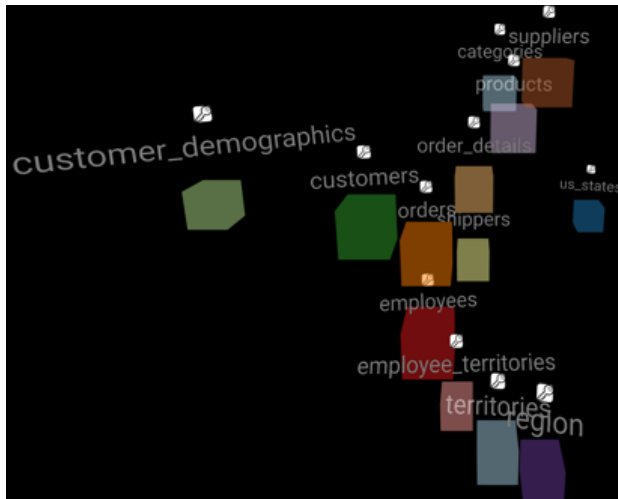 suppliers
categories
products
customer_demographics
order_details
customers
us_states
orders
shippers
employees
employee_territories
territories
region